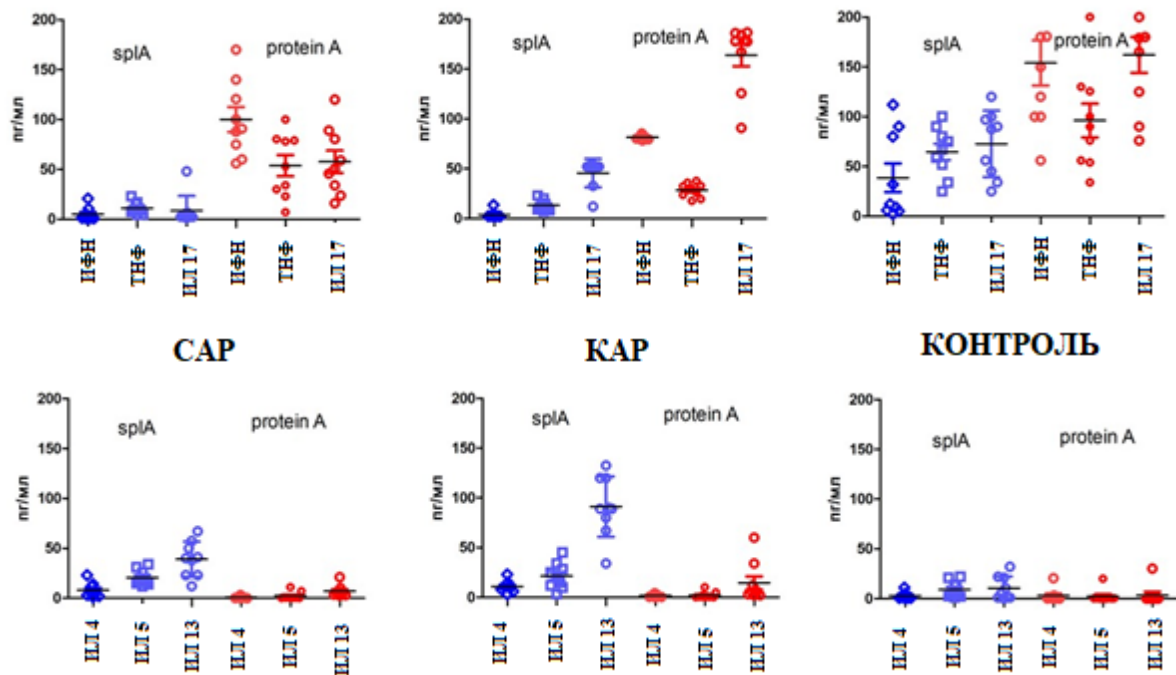 200
150
100
50
0
пг/мл
splA
protein A
ИФН
ТНФ
ИЛ 17
ИФН
ТНФ
ИЛ 17
200
150
100
50
0
splA
protein A
ИФН
ТНФ
ИЛ 17
ИФН
ТНФ
ИЛ 17
200
150
100
50
0
пг/мл
splA
protein A
ИФН
ТНФ
ИЛ 17
ИФН
ТНФ
ИЛ 17
САР
КАР
КОНТРОЛЬ
200
150
100
50
0
пг/мл
splA
protein A
ИЛ 4
ИЛ 5
ИЛ 13
ИЛ 4
ИЛ 5
ИЛ 13
200
150
100
50
0
пг/мл
splA
protein A
ИЛ 4
ИЛ 5
ИЛ 13
ИЛ 4
ИЛ 5
ИЛ 13
200
150
100
50
0
пг/мл
splA
protein A
ИЛ 4
ИЛ 5
ИЛ 13
ИЛ 4
ИЛ 5
ИЛ 13